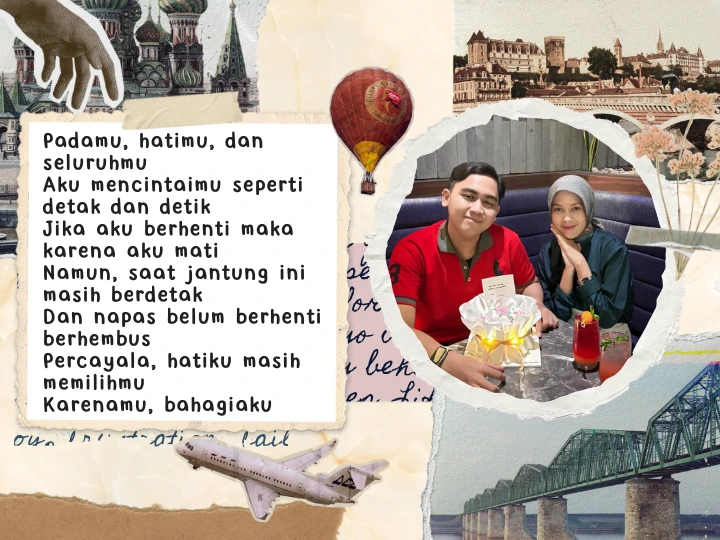 Padamu, hatimu, dan
seluruhmu
Aku mencintaimu seperti
detak dan detik
Jika aku berhenti maka
karena aku mati
Namun, saat jantung ini
masih berdetak
Dan napas belum berhenti
berhembus
Percayalah, hatiku masih
memilihmu
Karenamu, bahagiaku